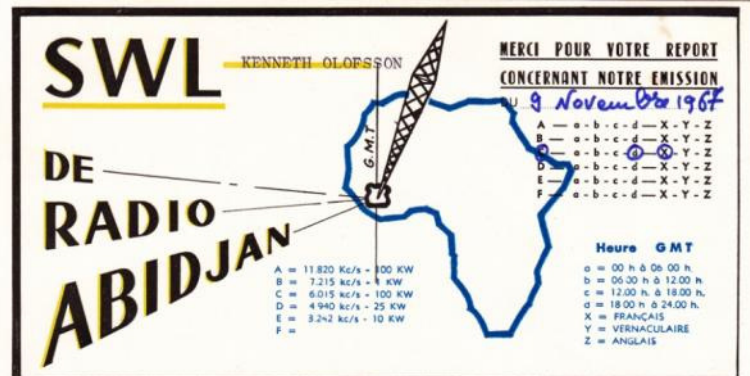 SWL
KENNETH OLOFSSON
DE
RADIO
ABIDJAN
G.M.T
MERCI POUR VOTRE REPORT
CONCERNANT NOTRE EMISSION
DU 9 Novembre 1967
A — a - b - c - d — X - Y - Z
B — a - b - c - d — X - Y - Z
C — a - b - c - d — X - Y - Z
D — a - b - c - d — X - Y - Z
E — a - b - c - d — X - Y - Z
F — a - b - c - d — X - Y - Z
A = 11.820 Kc/s - 100 KW
B = 7.215 kc/s - 1 KW
C = 6.015 kc/s - 100 KW
D = 4.940 kc/s - 25 KW
E = 3.242 kc/s - 10 KW
F =
Heure GMT
a = 00 h à 06 00 h.
b = 06.00 h à 12.00 h.
c = 12.00 h. à 18.00 h.
d = 18 00 h à 24.00 h.
X = FRANÇAIS
Y = VERNACULAIRE
Z = ANGLAIS